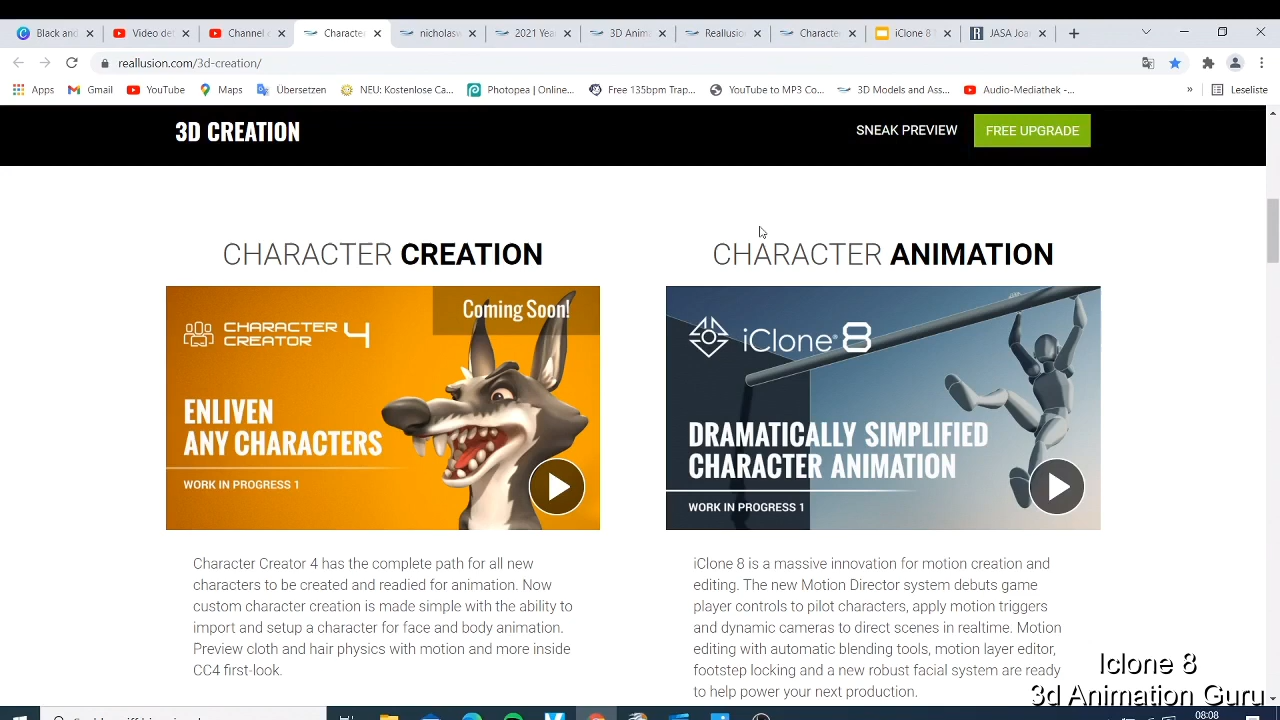 Black and
Video de
Channel
Character
nicholas
2021 Year
3D Anim
Reallusion
Character
iClone 8
JASA Joa
reallusion.com/3d-creation/
Apps
Gmail
YouTube
Maps
Übersetzen
NEU: Kostenlose Ca...
Photopea | Online...
Free 135bpm Trap...
YouTube to MP3 Co...
3D Models and Ass...
Audio-Mediathek -...
»
Leseliste
3D CREATION
SNEAK PREVIEW
FREE UPGRADE
CHARACTER CREATION
Coming Soon!
CHARACTER
CREATOR 4
ENLIVEN
ANY CHARACTERS
WORK IN PROGRESS 1
Character Creator 4 has the complete path for all new
characters to be created and readied for animation. Now
custom character creation is made simple with the ability to
import and setup a character for face and body animation.
Preview cloth and hair physics with motion and more inside
CC4 first-look.
CHARACTER ANIMATION
iClone® 8
DRAMATICALLY SIMPLIFIED
CHARACTER ANIMATION
WORK IN PROGRESS 1
iClone 8 is a massive innovation for motion creation and
editing. The new Motion Director system debuts game
player controls to pilot characters, apply motion triggers
and dynamic cameras to direct scenes in realtime. Motion
editing with automatic blending tools, motion layer editor,
footstep locking and a new robust facial system are ready
to help power your next production.
Iclone 8
3d Animation Guru
08:08